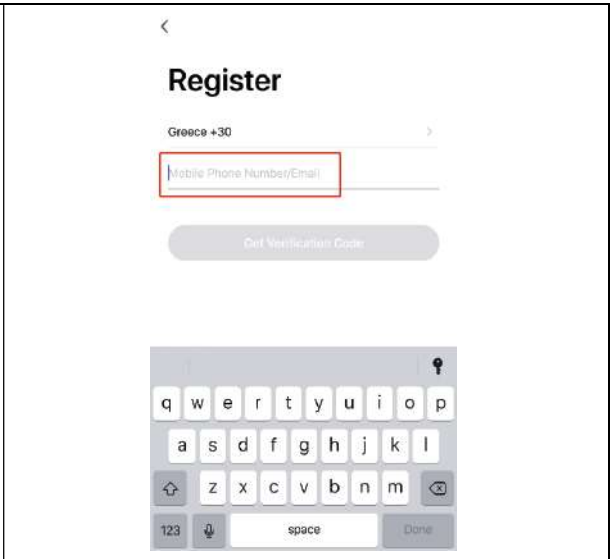 Register
Greece +30
Mobile Phone Number/Email
Get Verification Code
q w e r t y u i o p
a s d f g h j k l
z x c v b n m
123 space Done